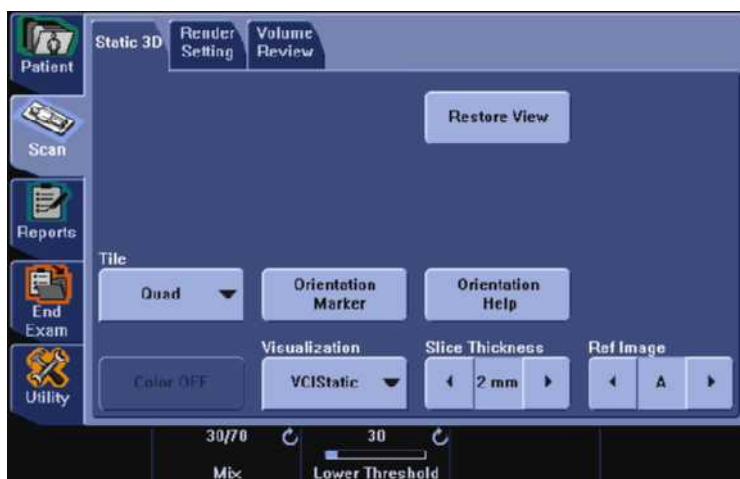 Patient
Scan
Reports
End
Exam
Utility
Static 3D
Render
Setting
Volume
Review
Restore View
Tile
Quad
Orientation
Marker
Orientation
Help
Color OFF
Visualization
VCIStatic
Slice Thickness
2 mm
Ref Image
A
30/70
Mix
30
Lower Threshold